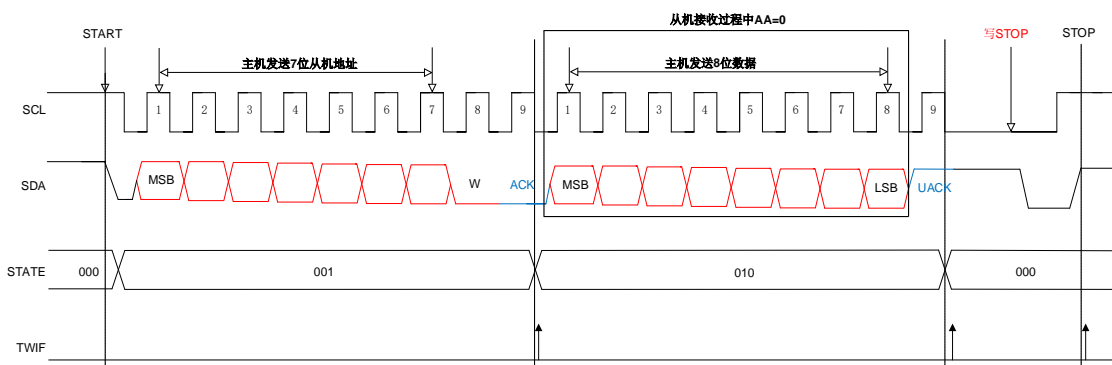 从机接收过程中AA=0
START
写STOP
STOP
主机发送7位从机地址
主机发送8位数据
SCL
1 2 3 4 5 6 7 8 9 1 2 3 4 5 6 7 8 9
SDA
MSB W ACK MSB LSB UACK
STATE
000 001 010 000
TWIF